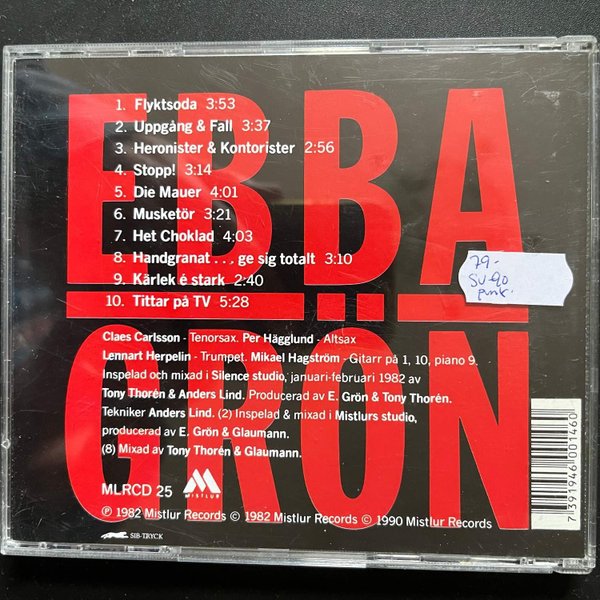 EBBA
GRÖN
1. Flyktsoda 3:53
2. Uppgång & Fall 3:37
3. Heronister & Kontorister 2:56
4. Stopp! 3:14
5. Die Mauer 4:01
6. Musketör 3:21
7. Het Choklad 4:03
8. Handgranat . . . ge sig totalt 3:10
9. Kärlek é stark 2:40
10. Tittar på TV 5:28
79.-
SV-90
punk.
Claes Carlsson - Tenorsax. Per Hägglund - Altsax
Lennart Herpelin - Trumpet. Mikael Hagström - Gitarr på 1, 10, piano 9.
Inspelad och mixad i Silence studio, januari-februari 1982 av
Tony Thorén & Anders Lind. Producerad av E. Grön & Tony Thorén.
Tekniker Anders Lind. (2) Inspelad & mixad i Mistlurs studio,
producerad av E. Grön & Glaumann.
(8) Mixad av Tony Thorén & Glaumann.
MLRCD 25
MISTLUR
℗ 1982 Mistlur Records © 1982 Mistlur Records © 1990 Mistlur Records
SIB-TRYCK
7 391946 001460